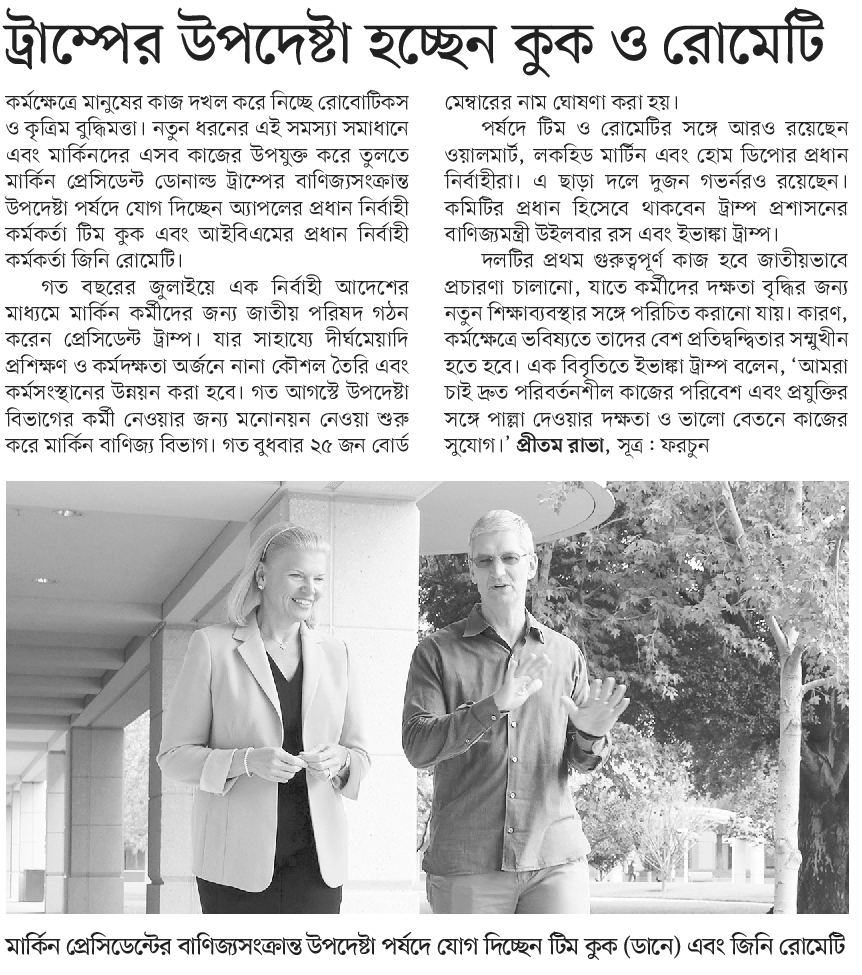 ট্রাম্পের উপদেষ্টা হচ্ছেন কুক ও রোমেটি
কর্মক্ষেত্রে মানুষের কাজ দখল করে নিচ্ছে রোবোটিকস
ও কৃত্রিম বুদ্ধিমত্তা। নতুন ধরনের এই সমস্যা সমাধানে
এবং মার্কিনদের এসব কাজের উপযুক্ত করে তুলতে
মার্কিন প্রেসিডেন্ট ডোনাল্ড ট্রাম্পের বাণিজ্যসংক্রান্ত
উপদেষ্টা পর্ষদে যোগ দিচ্ছেন অ্যাপলের প্রধান নির্বাহী
কর্মকর্তা টিম কুক এবং আইবিএমের প্রধান নির্বাহী
কর্মকর্তা জিনি রোমেটি।
গত বছরের জুলাইয়ে এক নির্বাহী আদেশের
মাধ্যমে মার্কিন কর্মীদের জন্য জাতীয় পরিষদ গঠন
করেন প্রেসিডেন্ট ট্রাম্প। যার সাহায্যে দীর্ঘমেয়াদি
প্রশিক্ষণ ও কর্মদক্ষতা অর্জনে নানা কৌশল তৈরি এবং
কর্মসংস্থানের উন্নয়ন করা হবে। গত আগস্টে উপদেষ্টা
বিভাগের কর্মী নেওয়ার জন্য মনোনয়ন নেওয়া শুরু
করে মার্কিন বাণিজ্য বিভাগ। গত বুধবার ২৫ জন বোর্ড
মেম্বারের নাম ঘোষণা করা হয়।
পর্ষদে টিম ও রোমেটির সঙ্গে আরও রয়েছেন
ওয়ালমার্ট, লকহিড মার্টিন এবং হোম ডিপোর প্রধান
নির্বাহীরা। এ ছাড়া দলে দুজন গভর্নরও রয়েছেন।
কমিটির প্রধান হিসেবে থাকবেন ট্রাম্প প্রশাসনের
বাণিজ্যমন্ত্রী উইলবার রস এবং ইভাঙ্কা ট্রাম্প।
দলটির প্রথম গুরুত্বপূর্ণ কাজ হবে জাতীয়ভাবে
প্রচারণা চালানো, যাতে কর্মীদের দক্ষতা বৃদ্ধির জন্য
নতুন শিক্ষাব্যবস্থার সঙ্গে পরিচিত করানো যায়। কারণ,
কর্মক্ষেত্রে ভবিষ্যতে তাদের বেশ প্রতিদ্বন্দ্বিতার সম্মুখীন
হতে হবে। এক বিবৃতিতে ইভাঙ্কা ট্রাম্প বলেন, ‘আমরা
চাই দ্রুত পরিবর্তনশীল কাজের পরিবেশ এবং প্রযুক্তির
সঙ্গে পাল্লা দেওয়ার দক্ষতা ও ভালো বেতনে কাজের
সুযোগ।’ প্রীতম রাভা, সূত্র : ফরচুন
মার্কিন প্রেসিডেন্টের বাণিজ্যসংক্রান্ত উপদেষ্টা পর্ষদে যোগ দিচ্ছেন টিম কুক (ডানে) এবং জিনি রোমেটি